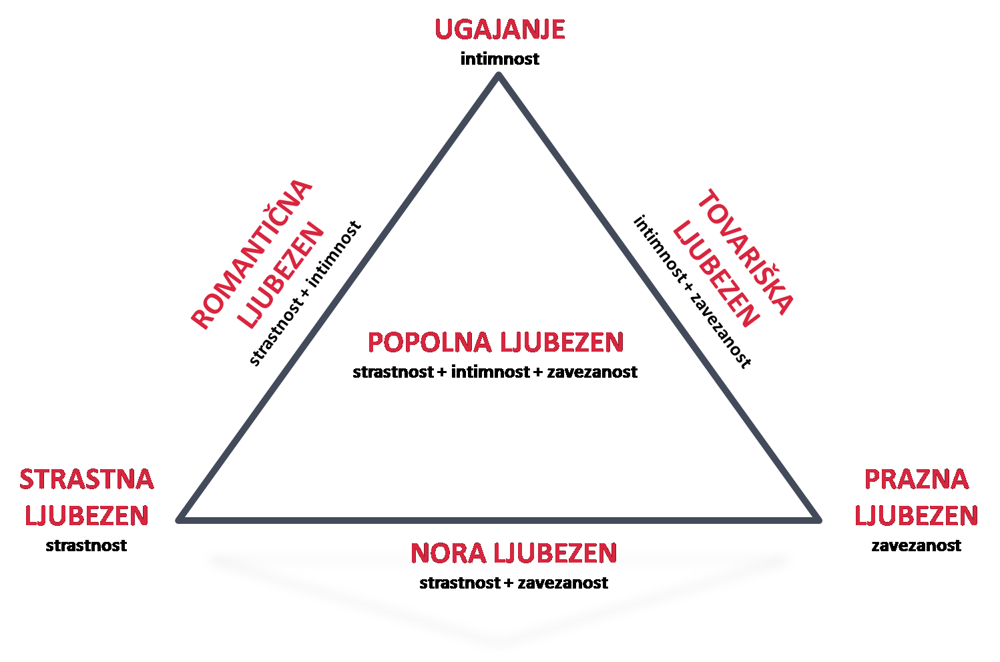 UGAJANJE
intimnost
ROMANTIČNA
LJUBEZEN
strastnost + intimnost
TOVARIŠKA
LJUBEZEN
intimnost + zavezanost
POPOLNA LJUBEZEN
strastnost + intimnost + zavezanost
STRASTNA
LJUBEZEN
strastnost
PRAZNA
LJUBEZEN
zavezanost
NORA LJUBEZEN
strastnost + zavezanost